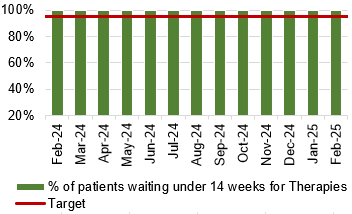 100%
80%
60%
40%
20%
Feb-24
Mar-24
Apr-24
May-24
Jun-24
Jul-24
Aug-24
Sep-24
Oct-24
Nov-24
Dec-24
Jan-25
Feb-25
% of patients waiting under 14 weeks for Therapies
Target